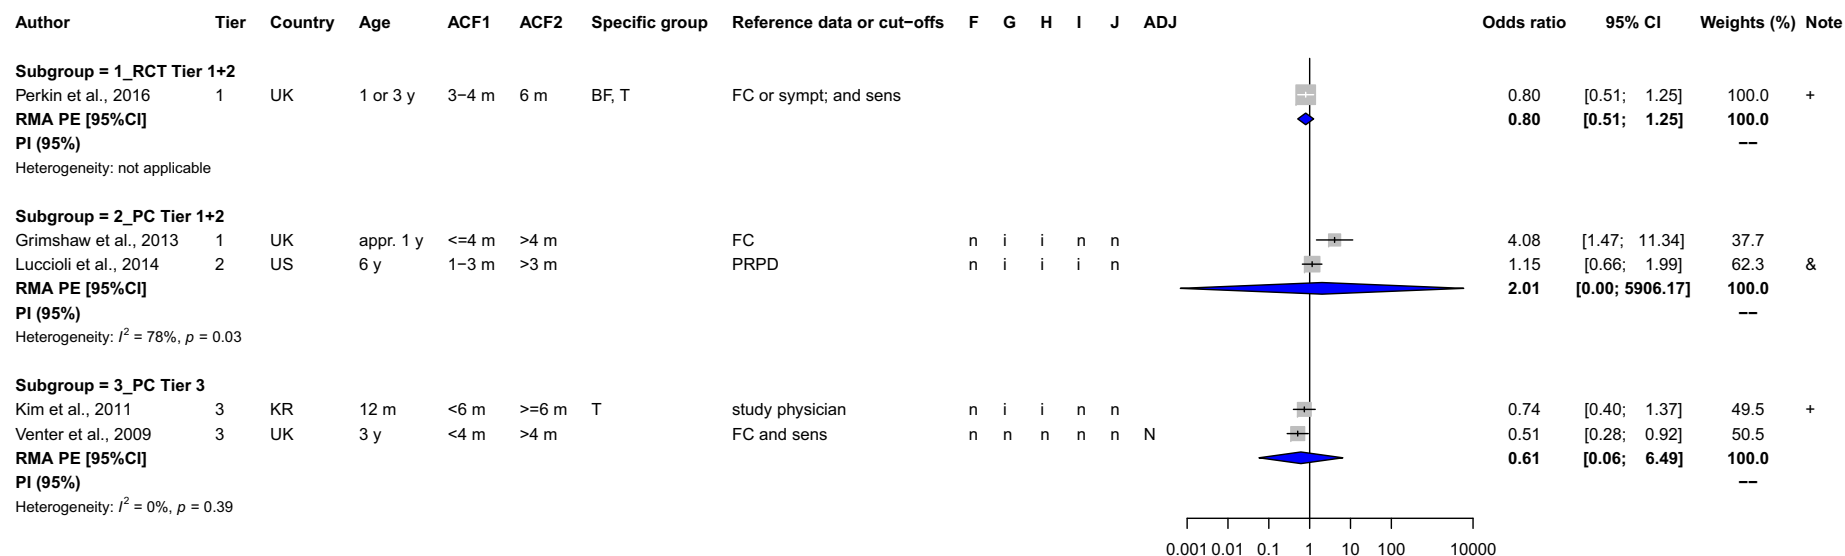 Author Tier Country Age ACF1 ACF2 Specific group Reference data or cut−offs F G H I J ADJ Odds ratio 95% CI Weights (%) Note
Subgroup = 1_RCT Tier 1+2
Perkin et al., 2016 1 UK 1 or 3 y 3−4 m 6 m BF, T FC or sympt; and sens 0.80 [0.51; 1.25] 100.0 +
RMA PE [95%CI] 0.80 [0.51; 1.25] 100.0
PI (95%) −−
Heterogeneity: not applicable
Subgroup = 2_PC Tier 1+2
Grimshaw et al., 2013 1 UK appr. 1 y <=4 m >4 m FC n i i n n 4.08 [1.47; 11.34] 37.7
Luccioli et al., 2014 2 US 6 y 1−3 m >3 m PRPD n i i i n 1.15 [0.66; 1.99] 62.3 &
RMA PE [95%CI] 2.01 [0.00; 5906.17] 100.0
PI (95%) −−
Heterogeneity: I² = 78%, p = 0.03
Subgroup = 3_PC Tier 3
Kim et al., 2011 3 KR 12 m <6 m >=6 m T study physician n i i n n 0.74 [0.40; 1.37] 49.5 +
Venter et al., 2009 3 UK 3 y <4 m >4 m FC and sens n n n n n N 0.51 [0.28; 0.92] 50.5
RMA PE [95%CI] 0.61 [0.06; 6.49] 100.0
PI (95%) −−
Heterogeneity: I² = 0%, p = 0.39
0.001 0.01 0.1 1 10 100 10000